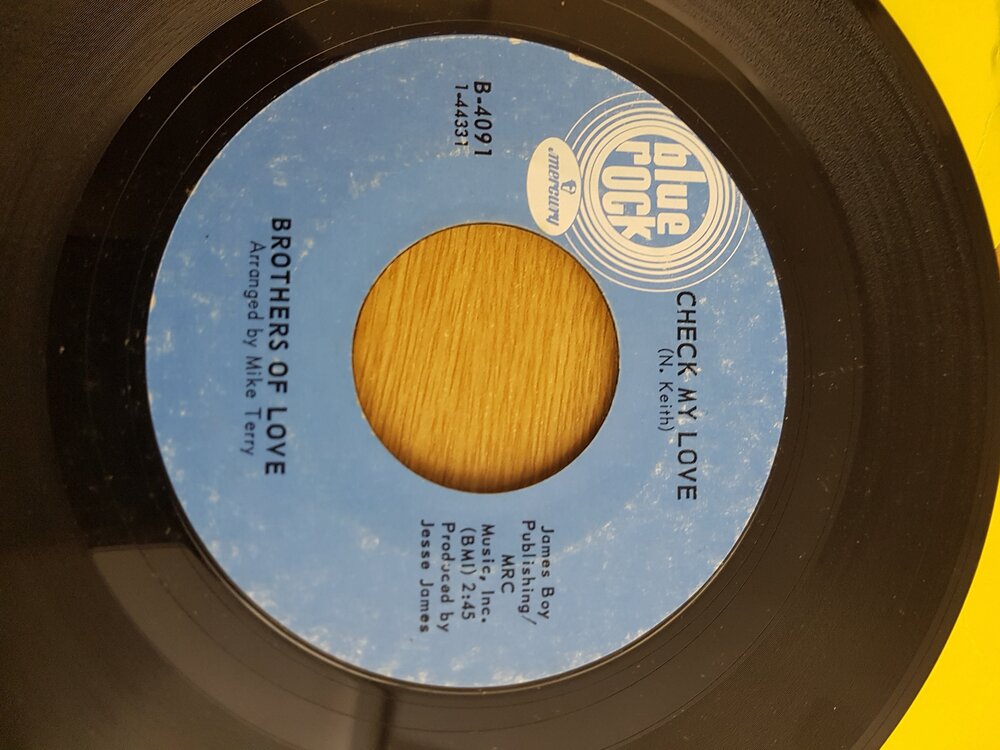 blue
rock
mercury
CHECK MY LOVE
(N. Keith)
B-4091
1-44331
James Boy
Publishing/
MRC
Music, Inc.
(BMI) 2:45
Produced by
Jesse James
BROTHERS OF LOVE
Arranged by Mike Terry